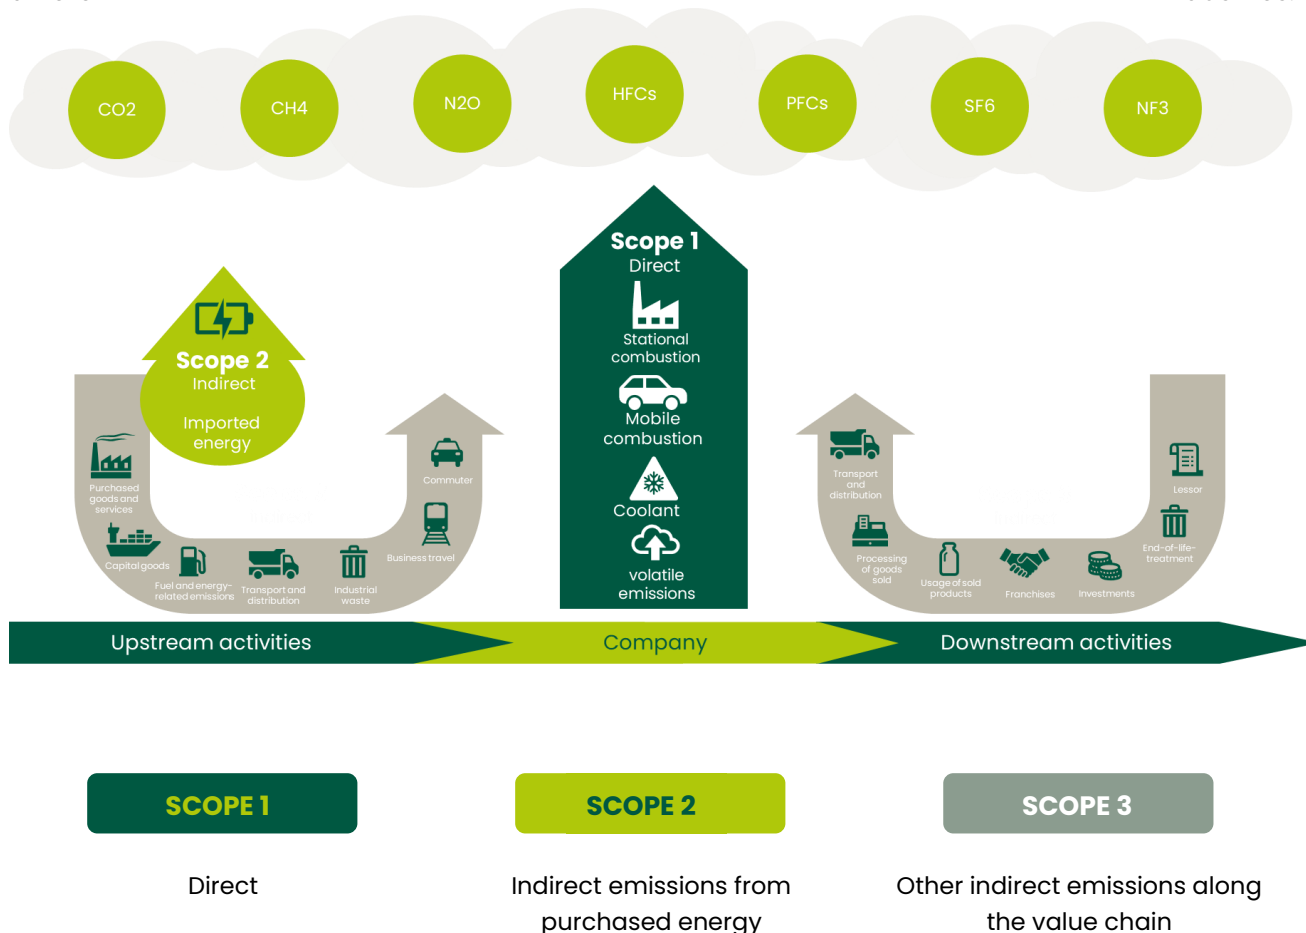 CO2
CH4
N2O
HFCs
PFCs
SF6
NF3
Scope 1
Direct
Stational
combustion
Mobile
combustion
Coolant
volatile
emissions
Scope 2
Indirect
Imported
energy
Purchased
goods and
services
Capital goods
Fuel and energy-
related emissions
Transport and
distribution
Industrial
waste
Business travel
Commuter
Transport
and
distribution
Processing
of goods
sold
Usage of sold
products
Franchises
Investments
End-of-life-
treatment
Lessor
Upstream activities
Company
Downstream activities
SCOPE 1
SCOPE 2
SCOPE 3
Direct
Indirect emissions from
purchased energy
Other indirect emissions along
the value chain